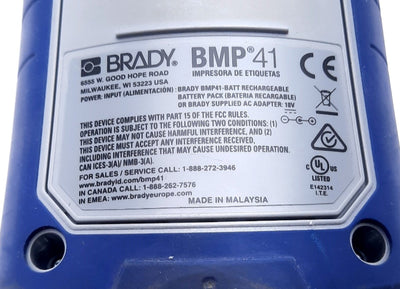 BRADY® BMP®41
6555 W. GOOD HOPE ROAD
MILWAUKEE, WI 53223 USA
IMPRESORA DE ETIQUETAS
POWER: INPUT (ALIMENTACIÓN): BRADY BMP41-BATT RECHARGEABLE
BATTERY PACK (BATERIA RECARGABLE)
OR BRADY SUPPLIED AC ADAPTER: 18V
CE
THIS DEVICE COMPLIES WITH PART 15 OF THE FCC RULES.
OPERATION IS SUBJECT TO THE FOLLOWING TWO CONDITIONS: (1)
THIS DEVICE MAY NOT CAUSE HARMFUL INTERFERENCE, AND (2)
THIS DEVICE MUST ACCEPT ANY INTERFERENCE RECEIVED,
INCLUDING INTERFERENCE THAT MAY CAUSE UNDESIRED OPERATION.
CAN ICES-3(A)/ NMB-3(A).
FOR SALES / SERVICE CALL: 1-888-272-3946
www.bradyid.com/bmp41
IN CANADA CALL: 1-888-262-7576
IN EMEA: www.bradyeurope.com
MADE IN MALAYSIA
c UL US
LISTED
E142314
I.T.E.